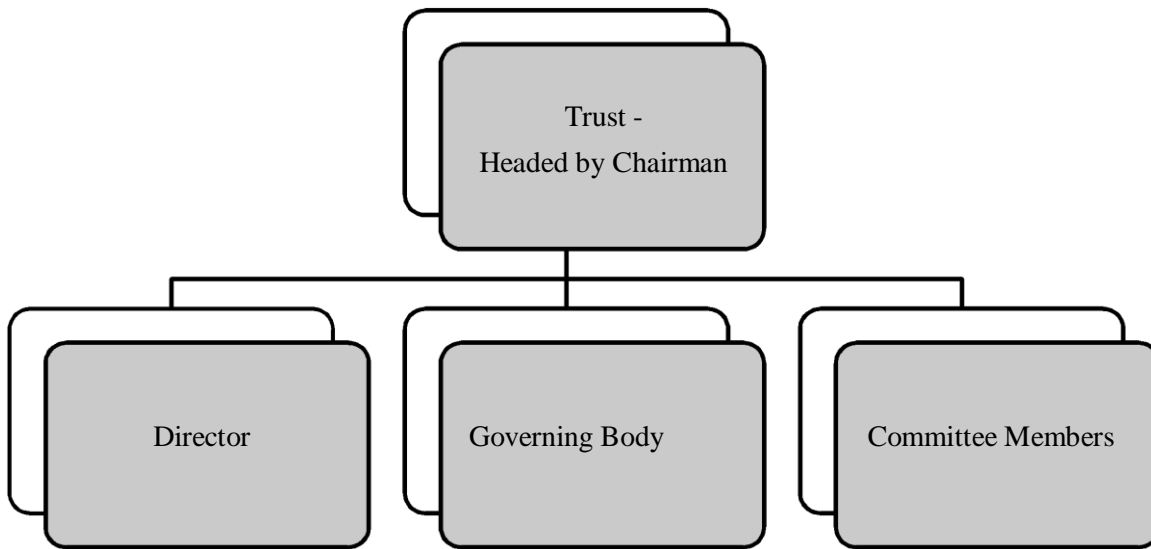 Trust -
Headed by Chairman
Director
Governing Body
Committee Members